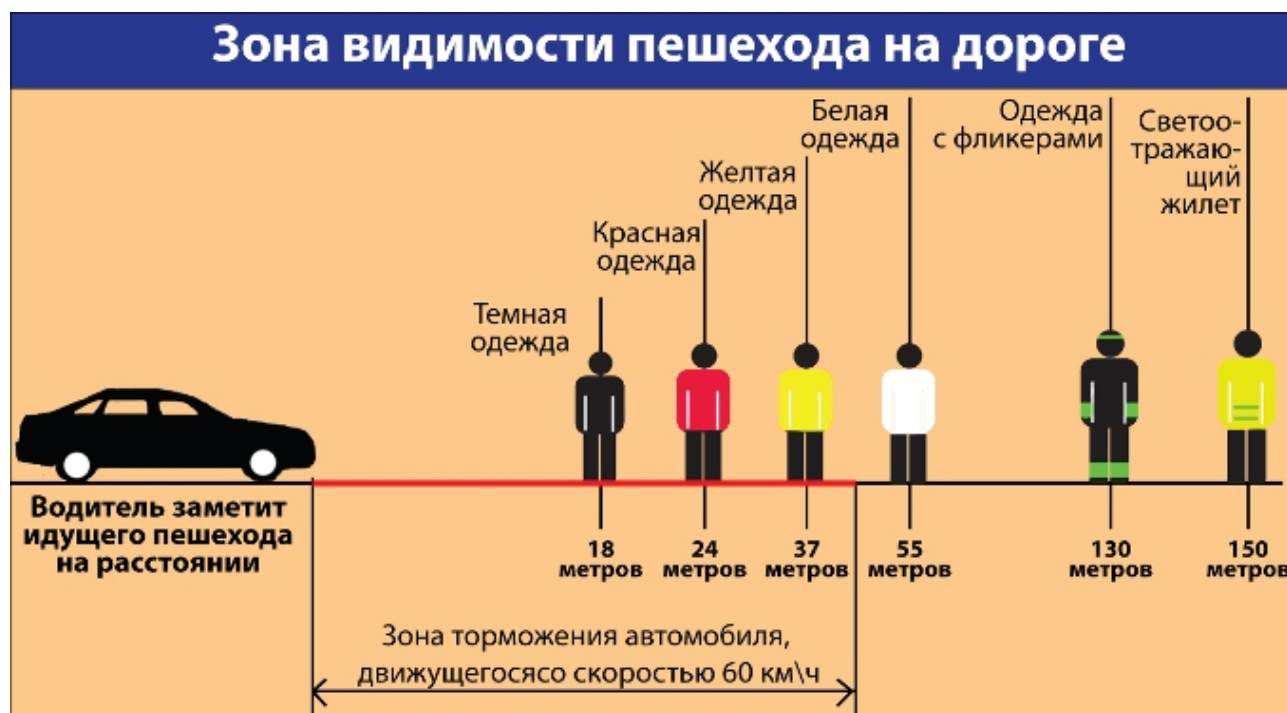 Зона видимости пешехода на дороге
Белая
одежда
Одежда
с фликерами
Светоо-
тражаю-
щий
жилет
Желтая
одежда
Красная
одежда
Темная
одежда
Водитель заметит
идущего пешехода
на расстоянии
18
метров
24
метров
37
метров
55
метров
130
метров
150
метров
Зона торможения автомобиля,
движущегосясо скоростью 60 км\ч